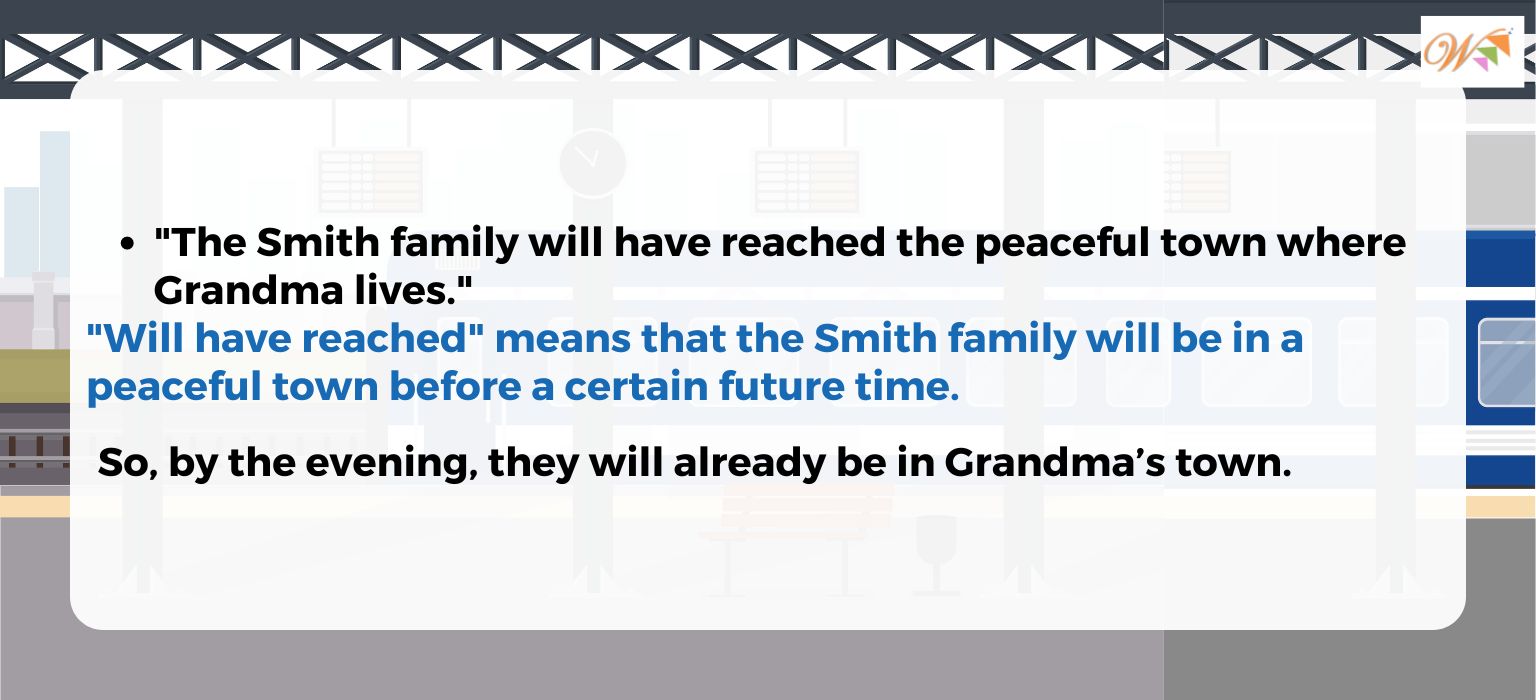 • "The Smith family will have reached the peaceful town where
Grandma lives."
"Will have reached" means that the Smith family will be in a
peaceful town before a certain future time.
So, by the evening, they will already be in Grandma’s town.
W